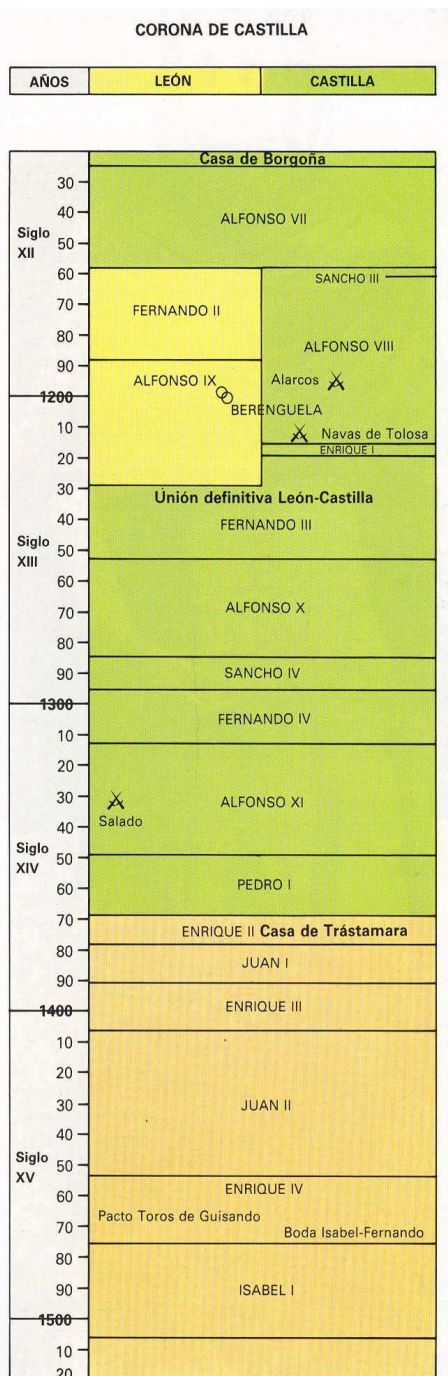 CORONA DE CASTILLA
AÑOS LEÓN CASTILLA
Casa de Borgoña
30
40
ALFONSO VII
Siglo
XII
50
60
SANCHO III
70
FERNANDO II
80
ALFONSO VIII
90
ALFONSO IX
Alarcos
1200
BERENGUELA
10
Navas de Tolosa
ENRIQUE I
20
30
Unión definitiva León-Castilla
40
FERNANDO III
Siglo
XIII
50
60
70
ALFONSO X
80
90
SANCHO IV
1300
FERNANDO IV
10
20
30
ALFONSO XI
Salado
40
Siglo
XIV
50
60
PEDRO I
70
ENRIQUE II Casa de Trástamara
80
JUAN I
90
ENRIQUE III
1400
10
20
30
JUAN II
40
Siglo
XV
50
60
ENRIQUE IV
Pacto Toros de Guisando
70
Boda Isabel-Fernando
80
90
ISABEL I
1500
10
20